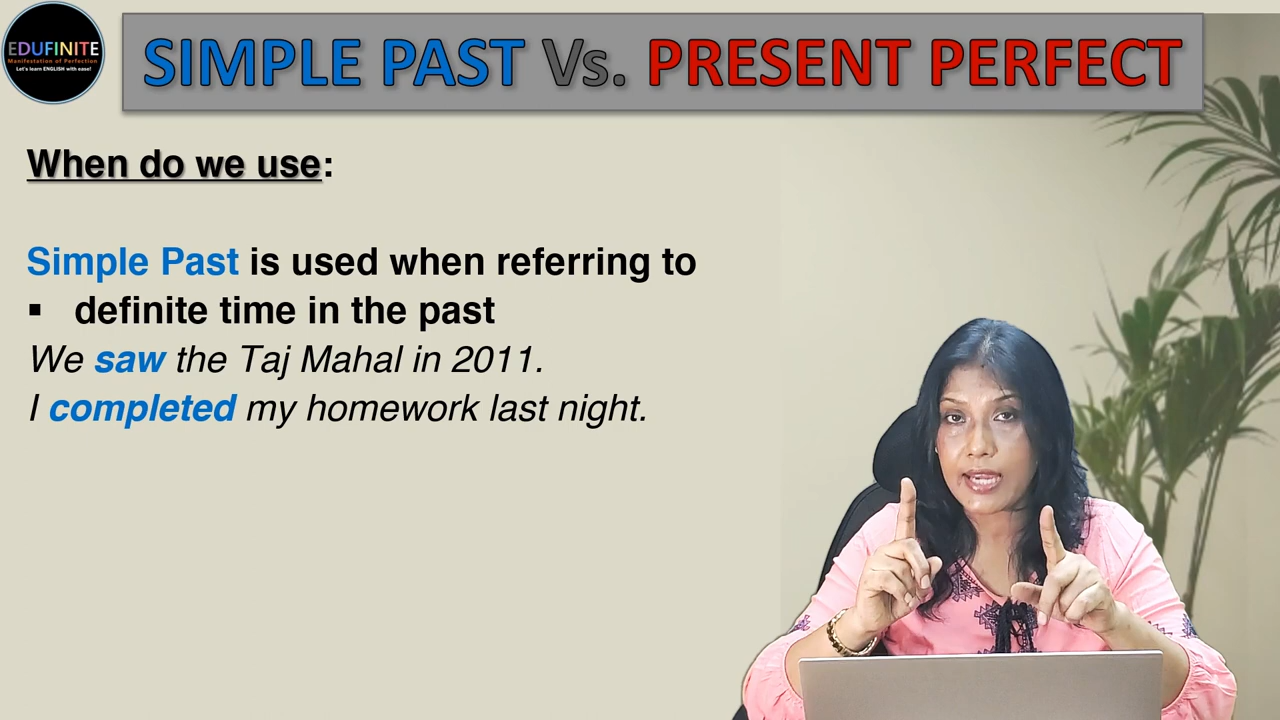 EDUFINITE
Manifestation of Perfection
Let's learn ENGLISH with ease!
SIMPLE PAST Vs. PRESENT PERFECT
When do we use:
Simple Past is used when referring to
▪ definite time in the past
We saw the Taj Mahal in 2011.
I completed my homework last night.